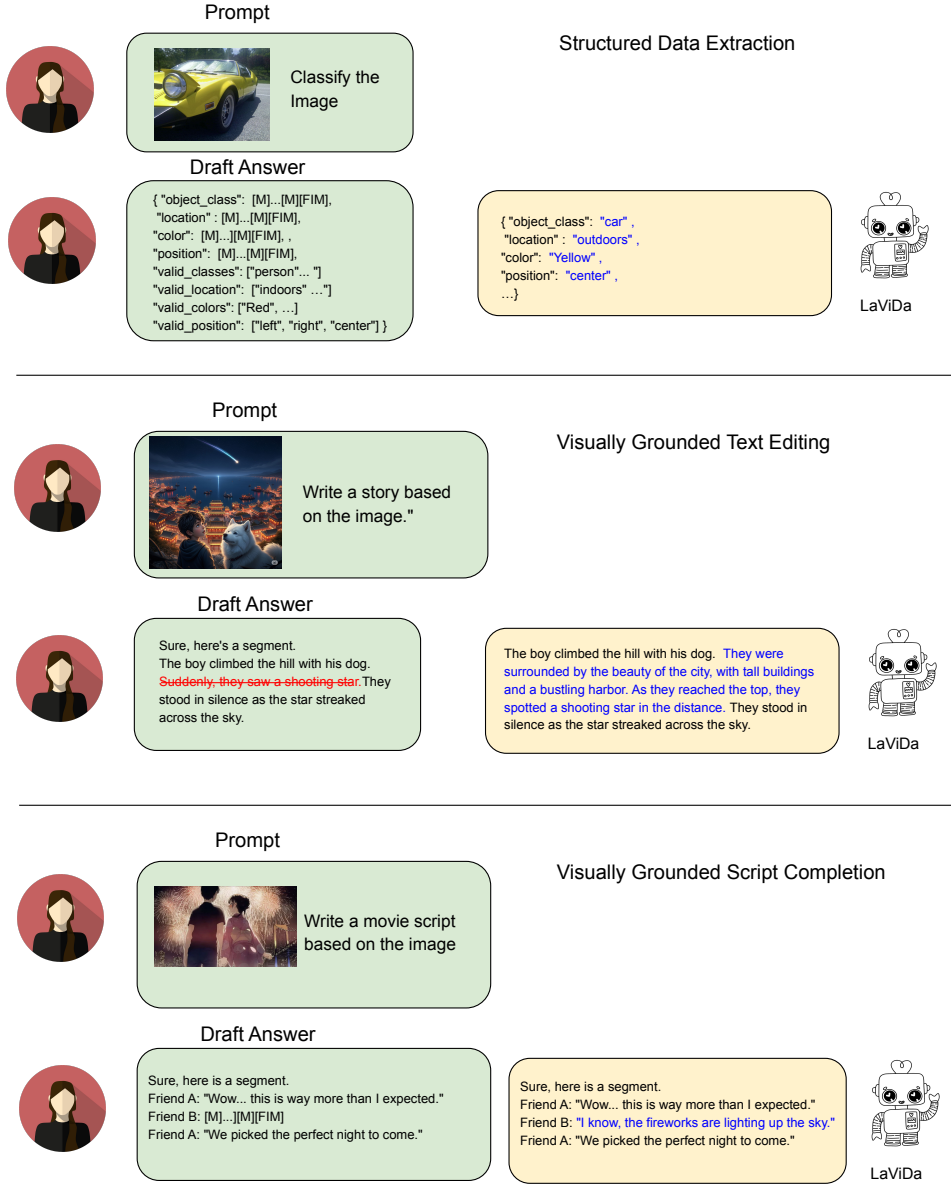 Prompt
Structured Data Extraction
Classify the
Image
Draft Answer
{ "object_class": [M]...[M][FIM],
"location" : [M]...[M][FIM],
"color": [M]...][M][FIM], ,
"position": [M]...[M][FIM],
"valid_classes": ["person"... "]
"valid_location": ["indoors" …"]
"valid_colors": ["Red", …]
"valid_position": ["left", "right", "center"] }
{ "object_class": "car" ,
"location" : "outdoors" ,
"color": "Yellow" ,
"position": "center" ,
…}
LaViDa
Prompt
Visually Grounded Text Editing
Write a story based
on the image."
Draft Answer
Sure, here's a segment.
The boy climbed the hill with his dog.
Suddenly, they saw a shooting star.They
stood in silence as the star streaked
across the sky.
The boy climbed the hill with his dog. They were
surrounded by the beauty of the city, with tall buildings
and a bustling harbor. As they reached the top, they
spotted a shooting star in the distance. They stood in
silence as the star streaked across the sky.
LaViDa
Prompt
Visually Grounded Script Completion
Write a movie script
based on the image
Draft Answer
Sure, here is a segment.
Friend A: "Wow... this is way more than I expected."
Friend B: [M]...][M][FIM]
Friend A: "We picked the perfect night to come."
Sure, here is a segment.
Friend A: "Wow... this is way more than I expected."
Friend B: "I know, the fireworks are lighting up the sky."
Friend A: "We picked the perfect night to come."
LaViDa